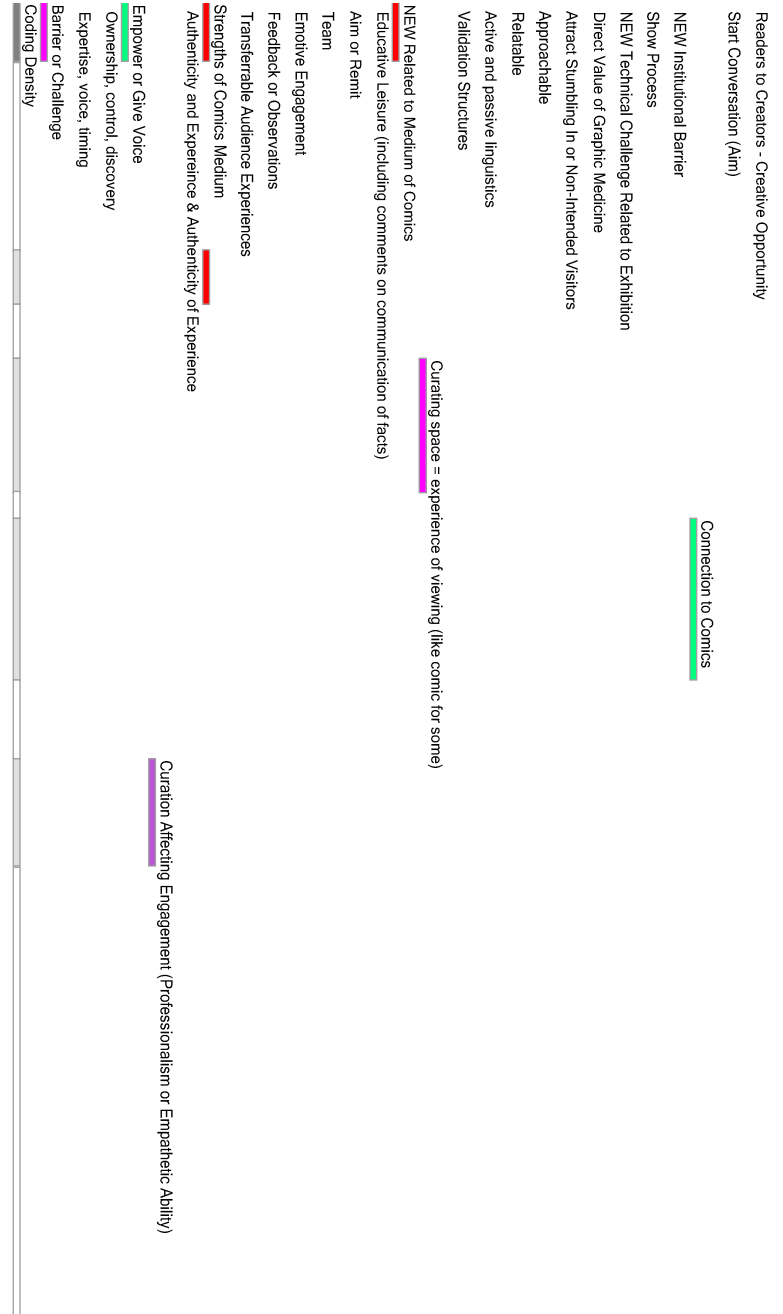 Readers to Creators - Creative Opportunity
Start Conversation (Aim)
Connection to Comics
NEW Institutional Barrier
Show Process
NEW Technical Challenge Related to Exhibition
Direct Value of Graphic Medicine
Attract Stumbling In or Non-Intended Visitors
Approachable
Relatable
Active and passive linguistics
Validation Structures
Curating space = experience of viewing (like comic for some)
NEW Related to Medium of Comics
Educative Leisure (including comments on communication of facts)
Aim or Remit
Team
Emotive Engagement
Feedback or Observations
Transferrable Audience Experiences
Strengths of Comics Medium
Authenticity and Expereince & Authenticity of Experience
Curation Affecting Engagement (Professionalism or Empathetic Ability)
Empower or Give Voice
Ownership, control, discovery
Expertise, voice, timing
Barrier or Challenge
Coding Density